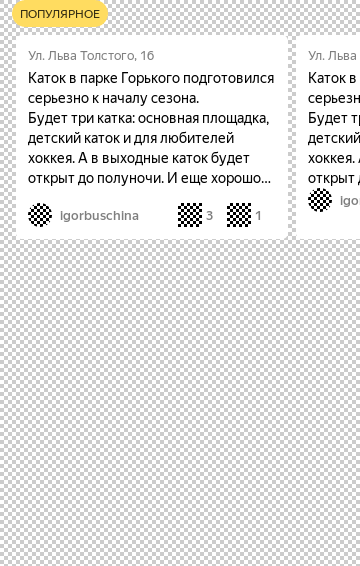 ПОПУЛЯРНОЕ
Ул. Льва Толстого, 16
Каток в парке Горького подготовился
серьезно к началу сезона.
Будет три катка: основная площадка,
детский каток и для любителей
хоккея. А в выходные каток будет
открыт до полуночи. И еще хорошо...
igorbuschina
3
1
Ул. Льва
Каток в
серьезн
Будет т
детский
хоккея.
открыт
igo